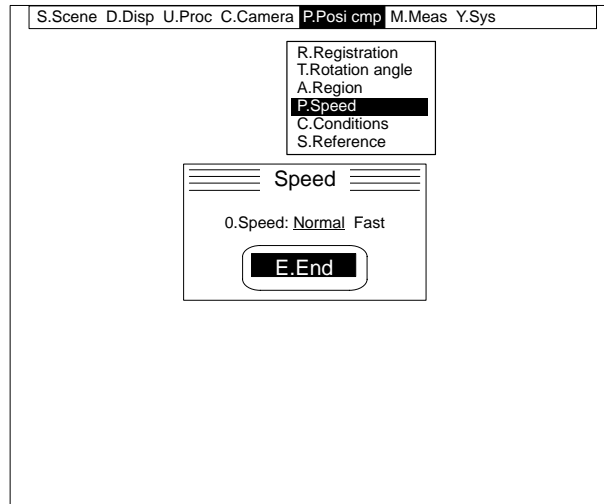 S.Scene D.Disp U.Proc C.Camera P.Posi cmp M.Meas Y.Sys
R.Registration
T.Rotation angle
A.Region
P.Speed
C.Conditions
S.Reference
Speed
0.Speed: Normal Fast
E.End